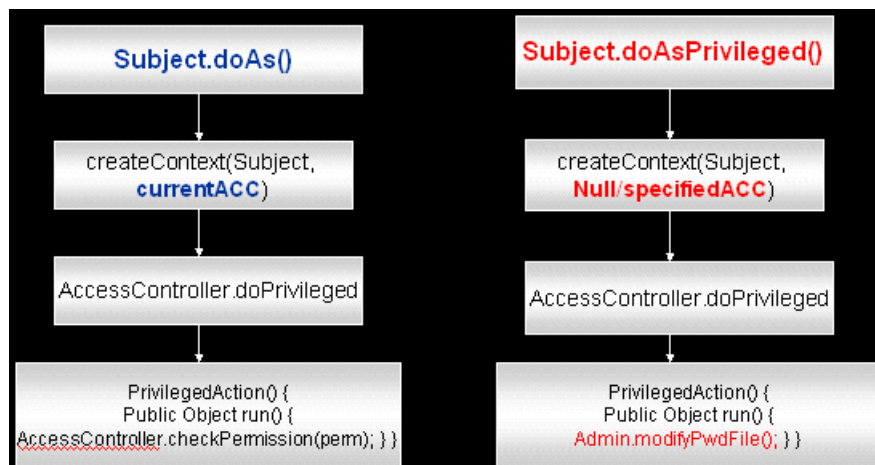 Subject.doAs()
createContext(Subject,
currentACC)
AccessController.doPrivileged
PrivilegedAction() {
Public Object run() {
AccessController.checkPermission(perm); } }
Subject.doAsPrivileged()
createContext(Subject,
Null/specifiedACC)
AccessController.doPrivileged
PrivilegedAction() {
Public Object run() {
Admin.modifyPwdFile(); } }